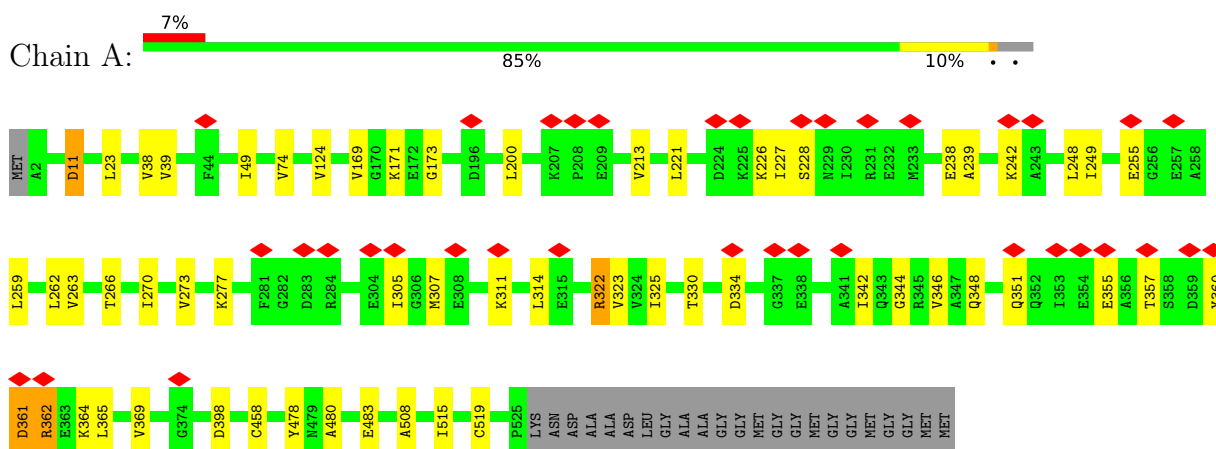 7%
Chain A:
85% 10% • •
MET A2 D11 L23 V38 V39 F44 I49 V74 V124 V169 G170 K171 E172 G173 D196 L200 K207 P208 E209 V213 L221 D224 K225 K226 I227 S228 N229 I230 R231 E232 M233 E238 A239 K242 A243 L248 I249 E255 G256 E257 A258
L259 L262 V263 T266 I270 V273 K277 F281 G282 D283 R284 E304 I305 G306 M307 E308 K311 L314 E315 R322 V323 V324 I325 T330 D334 G337 E338 A341 I342 Q343 G344 R345 V346 A347 Q348 Q351 Q352 I353 E354 E355 A356 T357 S358 D359
D361 R362 E363 K364 L365 V369 G374 D398 C458 Y478 N479 A480 E483 A508 I515 C519 P525 LYS ASN ASP ALA ALA ASP LEU GLY ALA ALA GLY GLY MET GLY GLY MET GLY GLY MET GLY GLY MET MET